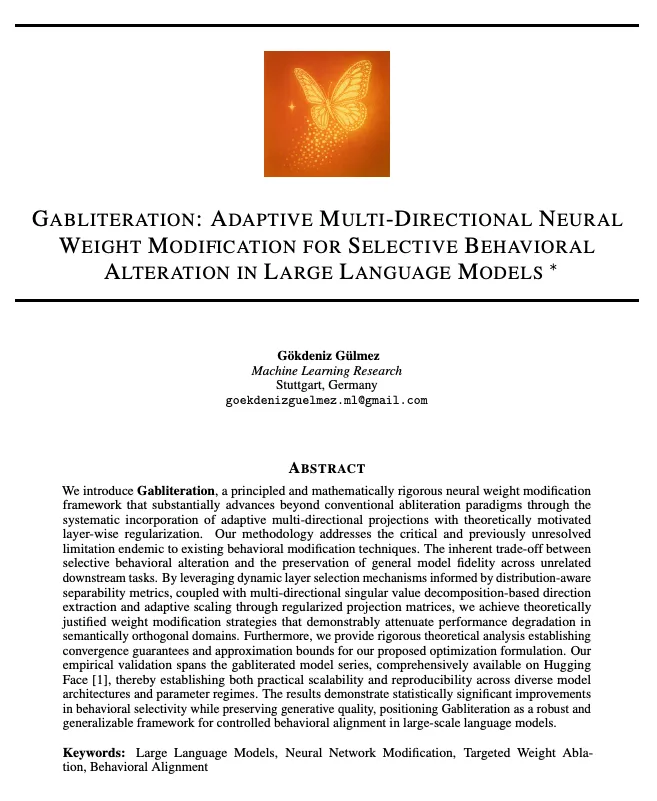 GABLITERATION: ADAPTIVE MULTI-DIRECTIONAL NEURAL
WEIGHT MODIFICATION FOR SELECTIVE BEHAVIORAL
ALTERATION IN LARGE LANGUAGE MODELS *
Gökdeniz Gülmez
Machine Learning Research
Stuttgart, Germany
goekdenizguelmez.ml@gmail.com
ABSTRACT
We introduce Gabliteration, a principled and mathematically rigorous neural weight modification
framework that substantially advances beyond conventional abliteration paradigms through the
systematic incorporation of adaptive multi-directional projections with theoretically motivated
layer-wise regularization. Our methodology addresses the critical and previously unresolved
limitation endemic to existing behavioral modification techniques. The inherent trade-off between
selective behavioral alteration and the preservation of general model fidelity across unrelated
downstream tasks. By leveraging dynamic layer selection mechanisms informed by distribution-aware
separability metrics, coupled with multi-directional singular value decomposition-based direction
extraction and adaptive scaling through regularized projection matrices, we achieve theoretically
justified weight modification strategies that demonstrably attenuate performance degradation in
semantically orthogonal domains. Furthermore, we provide rigorous theoretical analysis establishing
convergence guarantees and approximation bounds for our proposed optimization formulation. Our
empirical validation spans the gabliterated model series, comprehensively available on Hugging
Face [1], thereby establishing both practical scalability and reproducibility across diverse model
architectures and parameter regimes. The results demonstrate statistically significant improvements
in behavioral selectivity while preserving generative quality, positioning Gabliteration as a robust and
generalizable framework for controlled behavioral alignment in large-scale language models.
Keywords: Large Language Models, Neural Network Modification, Targeted Weight Abla-
tion, Behavioral Alignment